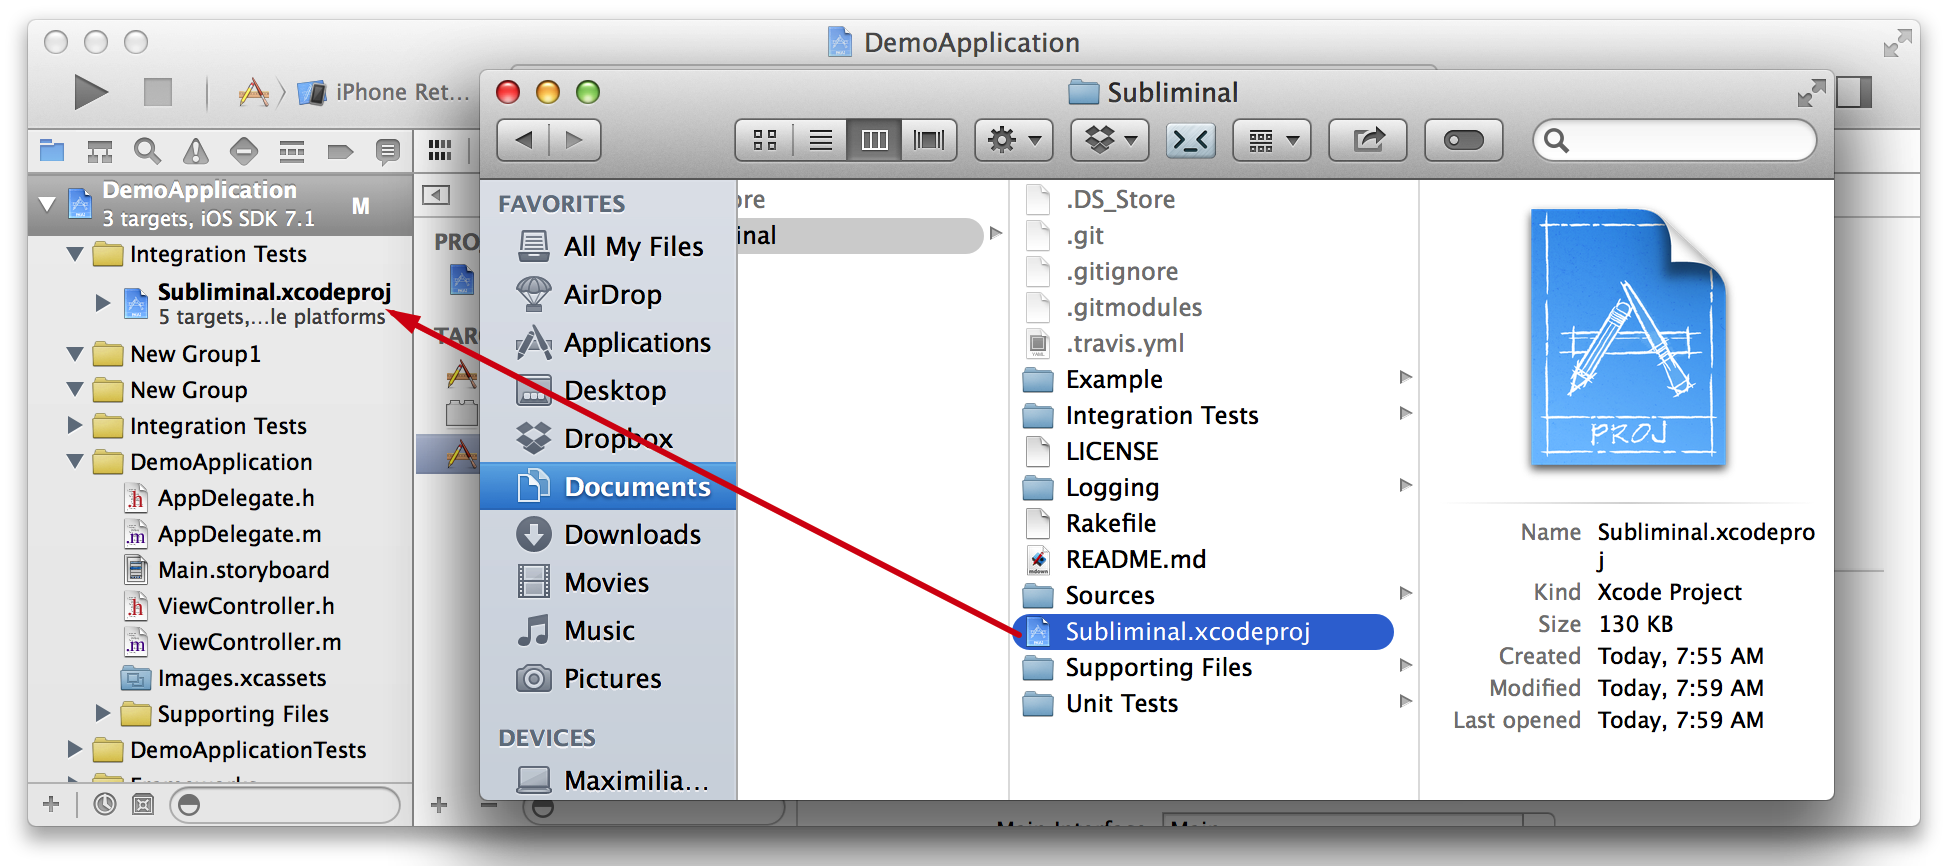 DemoApplication
iPhone Ret...
Subliminal
DemoApplication
3 targets, iOS SDK 7.1
M
Integration Tests
Subliminal.xcodeproj
5 targets,...le platforms
New Group1
New Group
Integration Tests
DemoApplication
AppDelegate.h
AppDelegate.m
Main.storyboard
ViewController.h
ViewController.m
Images.xcassets
Supporting Files
DemoApplicationTests
FAVORITES
All My Files
AirDrop
Applications
Desktop
Dropbox
Documents
Downloads
Movies
Music
Pictures
DEVICES
Maximilia...
.DS_Store
.git
.gitignore
.gitmodules
.travis.yml
Example
Integration Tests
LICENSE
Logging
Rakefile
README.md
Sources
Subliminal.xcodeproj
Supporting Files
Unit Tests
PROJ
Name Subliminal.xcodepro
j
Kind Xcode Project
Size 130 KB
Created Today, 7:55 AM
Modified Today, 7:59 AM
Last opened Today, 7:59 AM